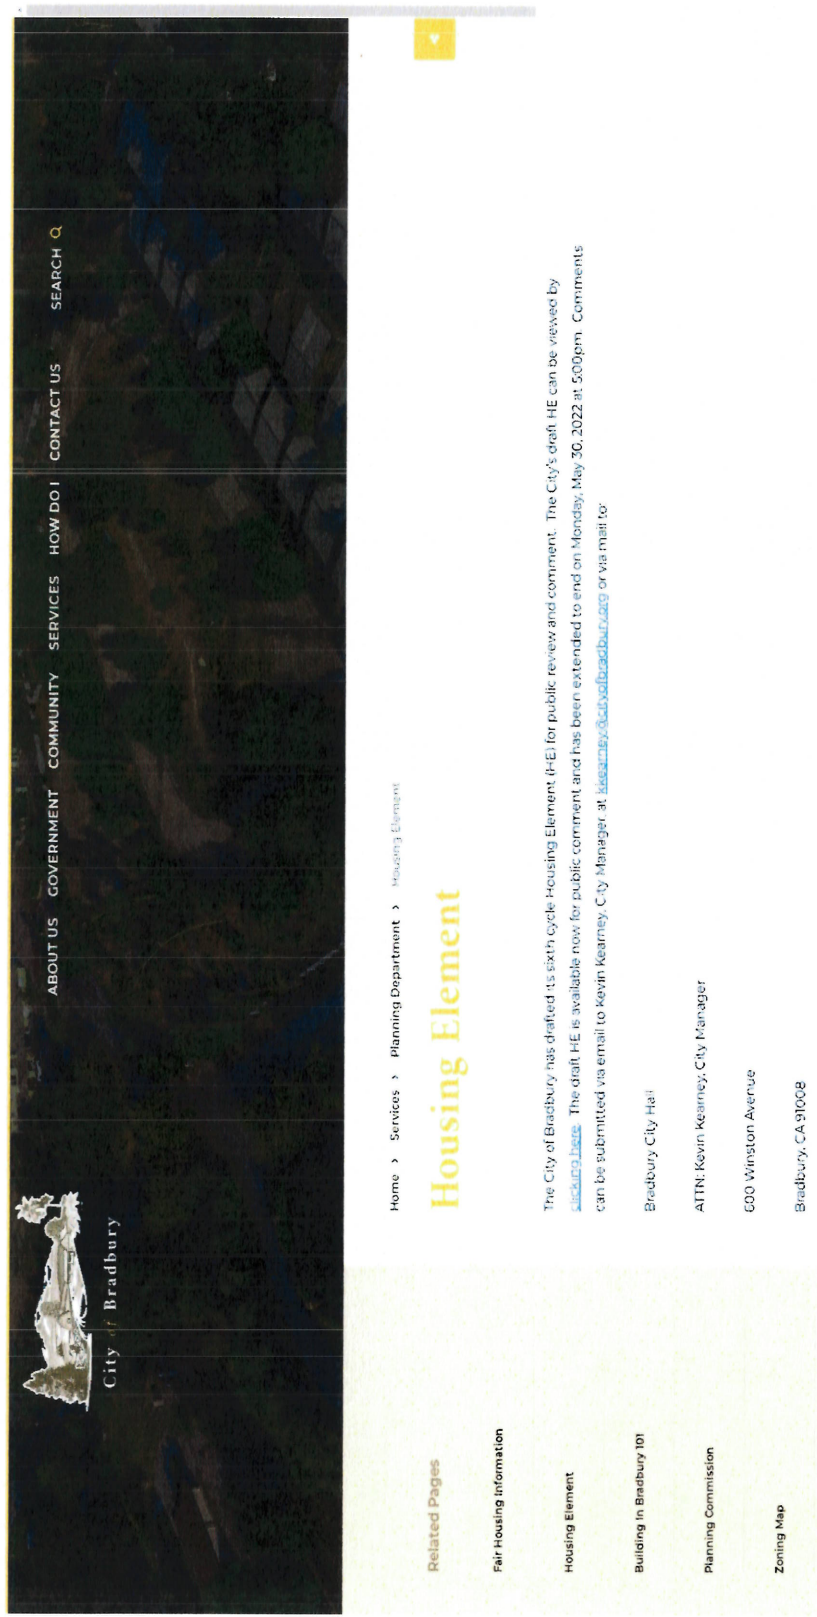 City of Bradbury
ABOUT US GOVERNMENT COMMUNITY SERVICES HOW DO I CONTACT US SEARCH
Home > Services > Planning Department > Housing Element
Housing Element
The City of Bradbury has drafted its sixth cycle Housing Element (HE) for public review and comment. The City's draft HE can be viewed by
clicking here. The draft HE is available now for public comment and has been extended to end on Monday, May 30, 2022 at 5:00pm. Comments
can be submitted via email to Kevin Kearney, City Manager, at kkearney@cityofbradbury.org or via mail to:
Bradbury City Hall
ATTN: Kevin Kearney, City Manager
600 Winston Avenue
Bradbury, CA 91008
Related Pages
Fair Housing Information
Housing Element
Building In Bradbury 101
Planning Commission
Zoning Map